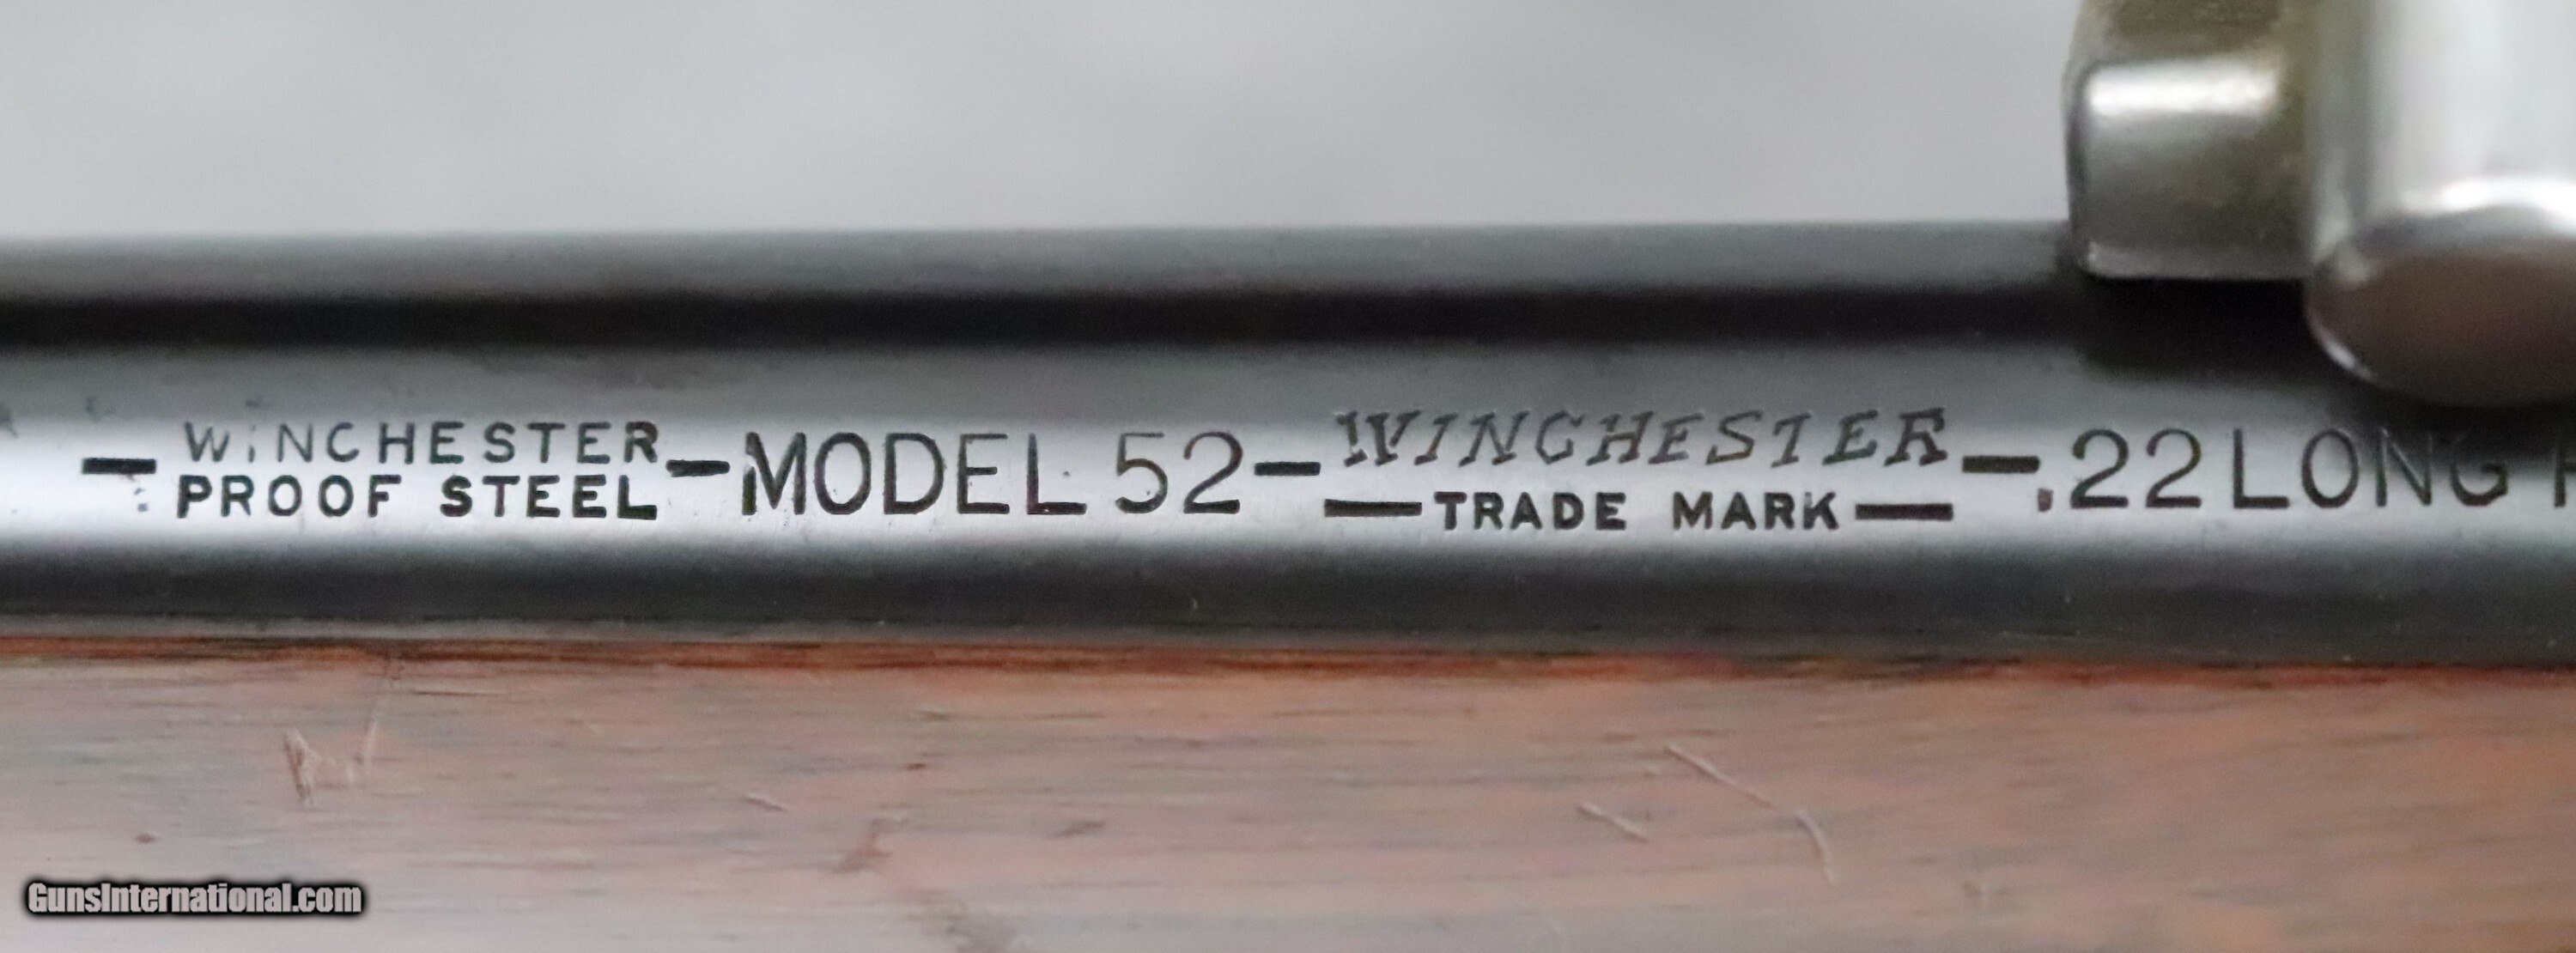 - WINCHESTER PROOF STEEL - MODEL 52 - WINCHESTER - .22 LONG
— TRADE MARK —
GunsInternational.com